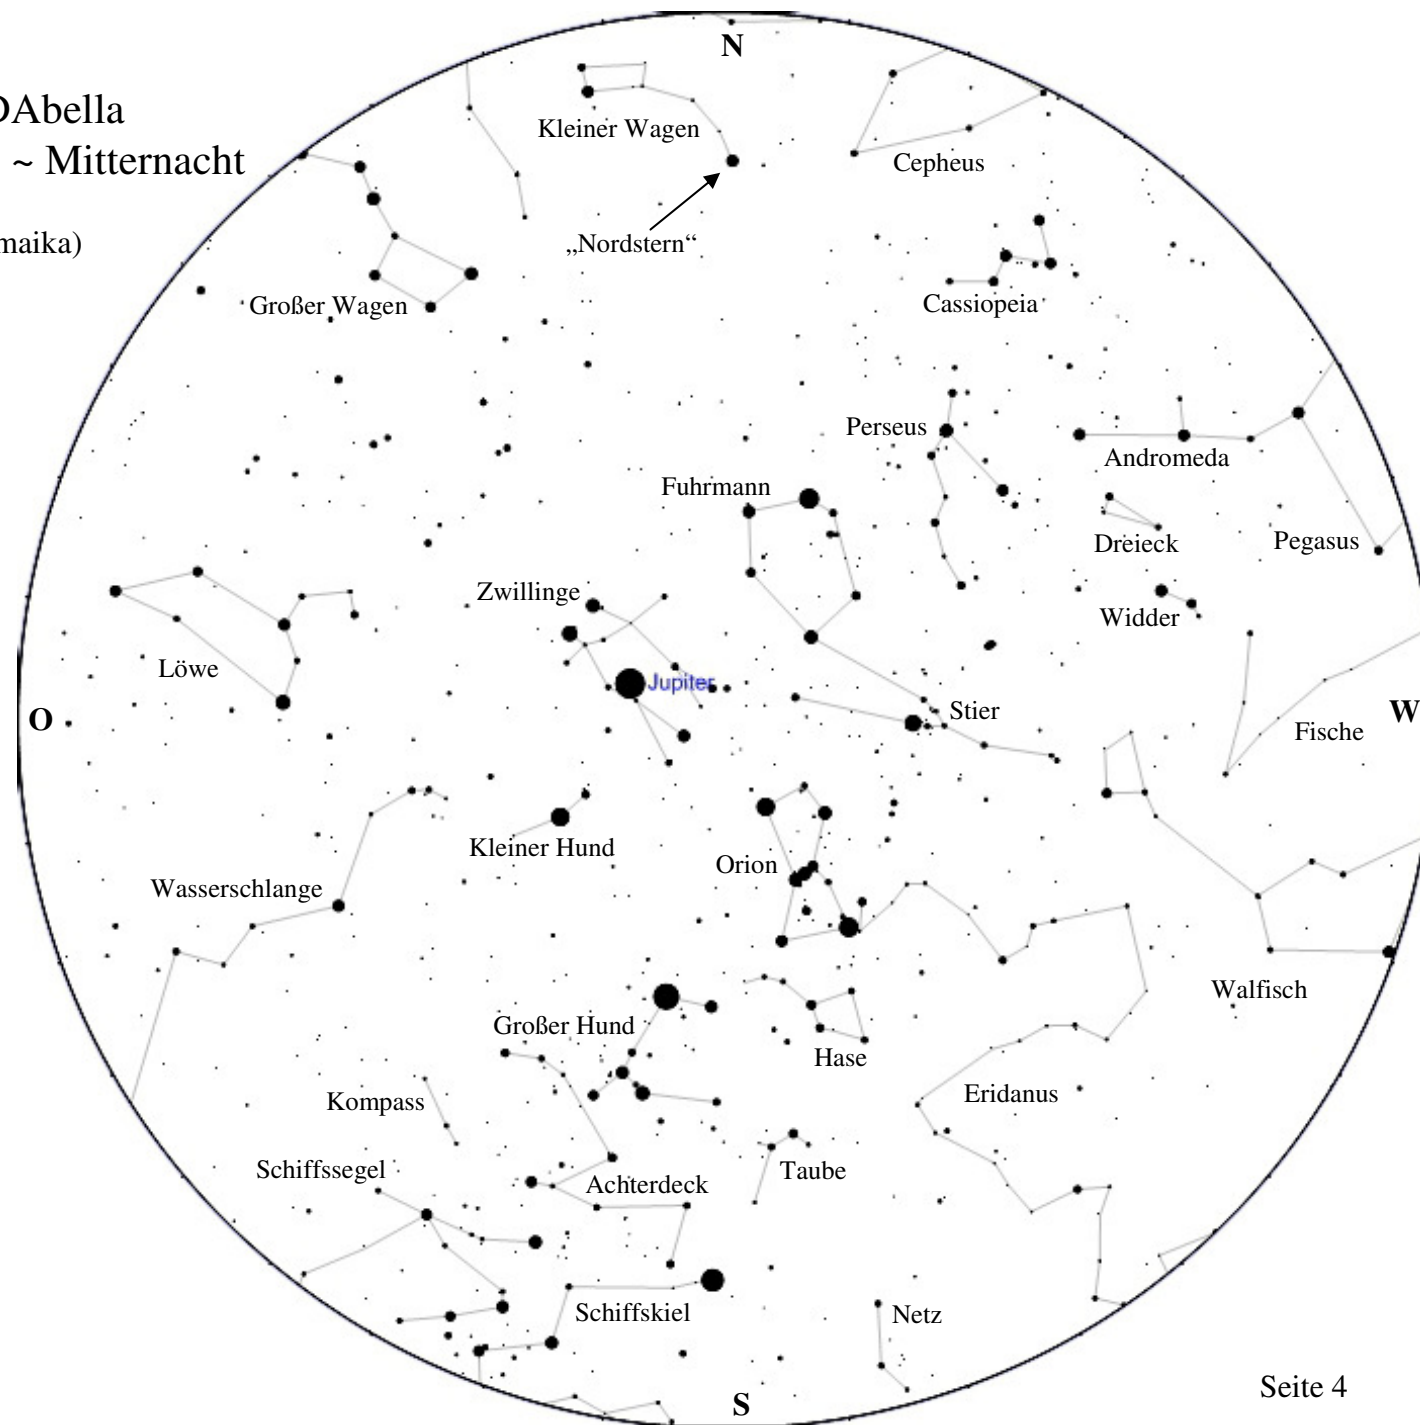 N
DAbella
~ Mitternacht
maika)
Kleiner Wagen
Cepheus
„Nordstern“
Großer Wagen
Cassiopeia
Perseus
Andromeda
Fuhrmann
Dreieck
Pegasus
Zwillinge
Widder
Löwe
Jupiter
O
Stier
W
Fische
Kleiner Hund
Orion
Wasserschlange
Walfisch
Großer Hund
Hase
Kompass
Eridanus
Schiffssegel
Achterdeck
Taube
Schiffskiel
Netz
Seite 4
S